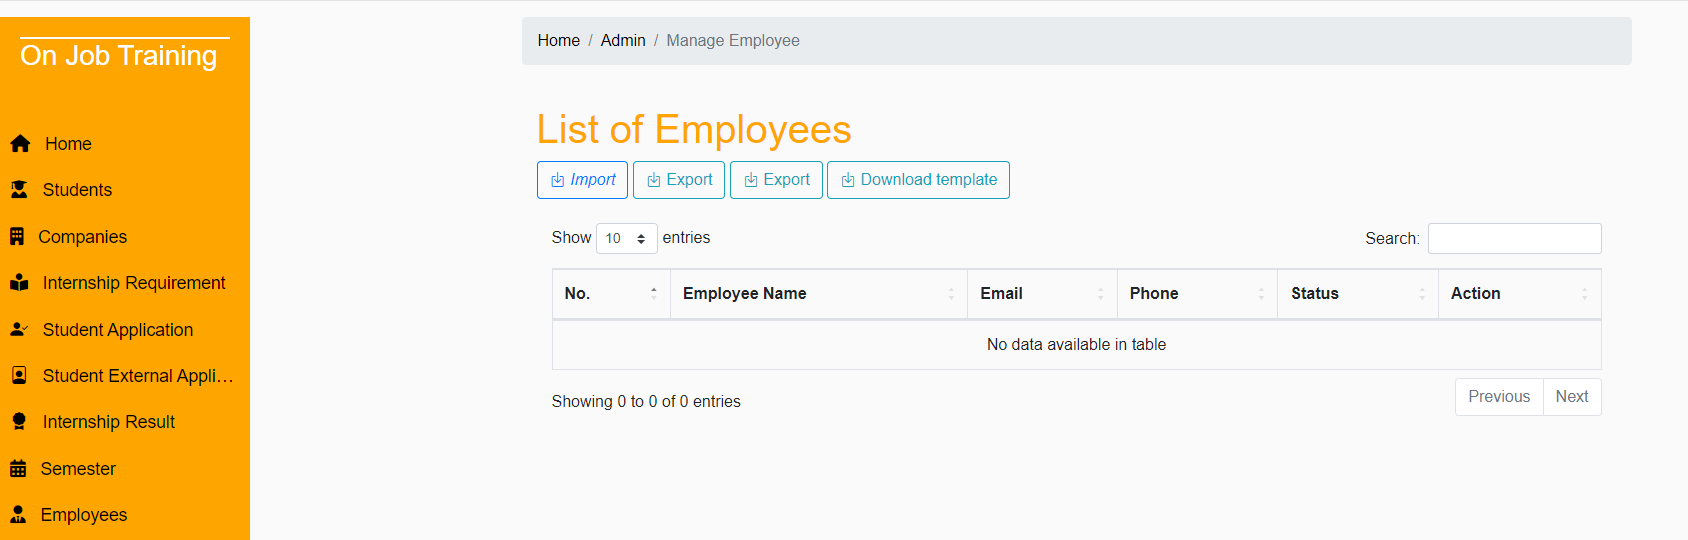 On Job Training
Home
Students
Companies
Internship Requirement
Student Application
Student External Appli...
Internship Result
Semester
Employees
Home / Admin / Manage Employee
List of Employees
Import Export Export Download template
Show 10 entries Search:
No. Employee Name Email Phone Status Action
No data available in table
Showing 0 to 0 of 0 entries Previous Next